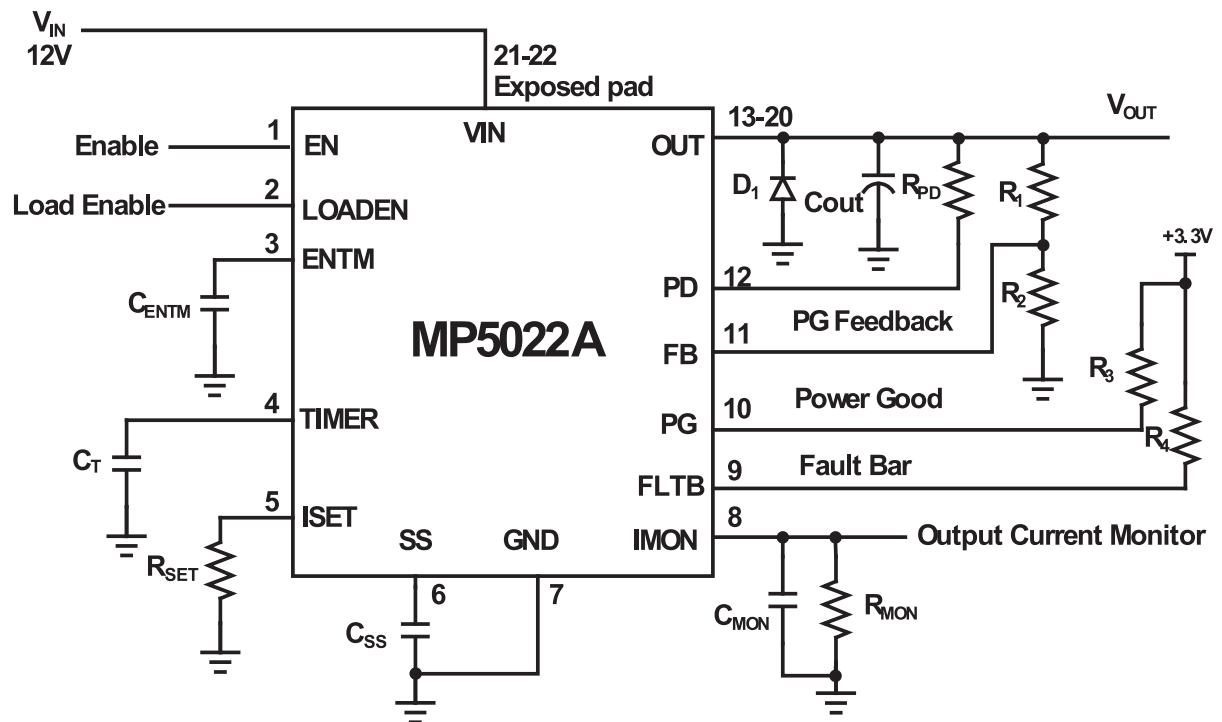 VIN
12V
21-22
Exposed pad
13-20
VOUT
1
EN
VIN
OUT
Enable
2
D1
Cout
RPD
R1
Load Enable
LOADEN
+3.3V
3
ENTM
CENTM
PD
12
R2
MP5022A
PG Feedback
11
FB
R3
4
TIMER
Power Good
10
PG
R4
CT
Fault Bar
9
FLTB
5
ISET
8
SS
GND
IMON
Output Current Monitor
RSET
6
7
CSS
CMON
RMON